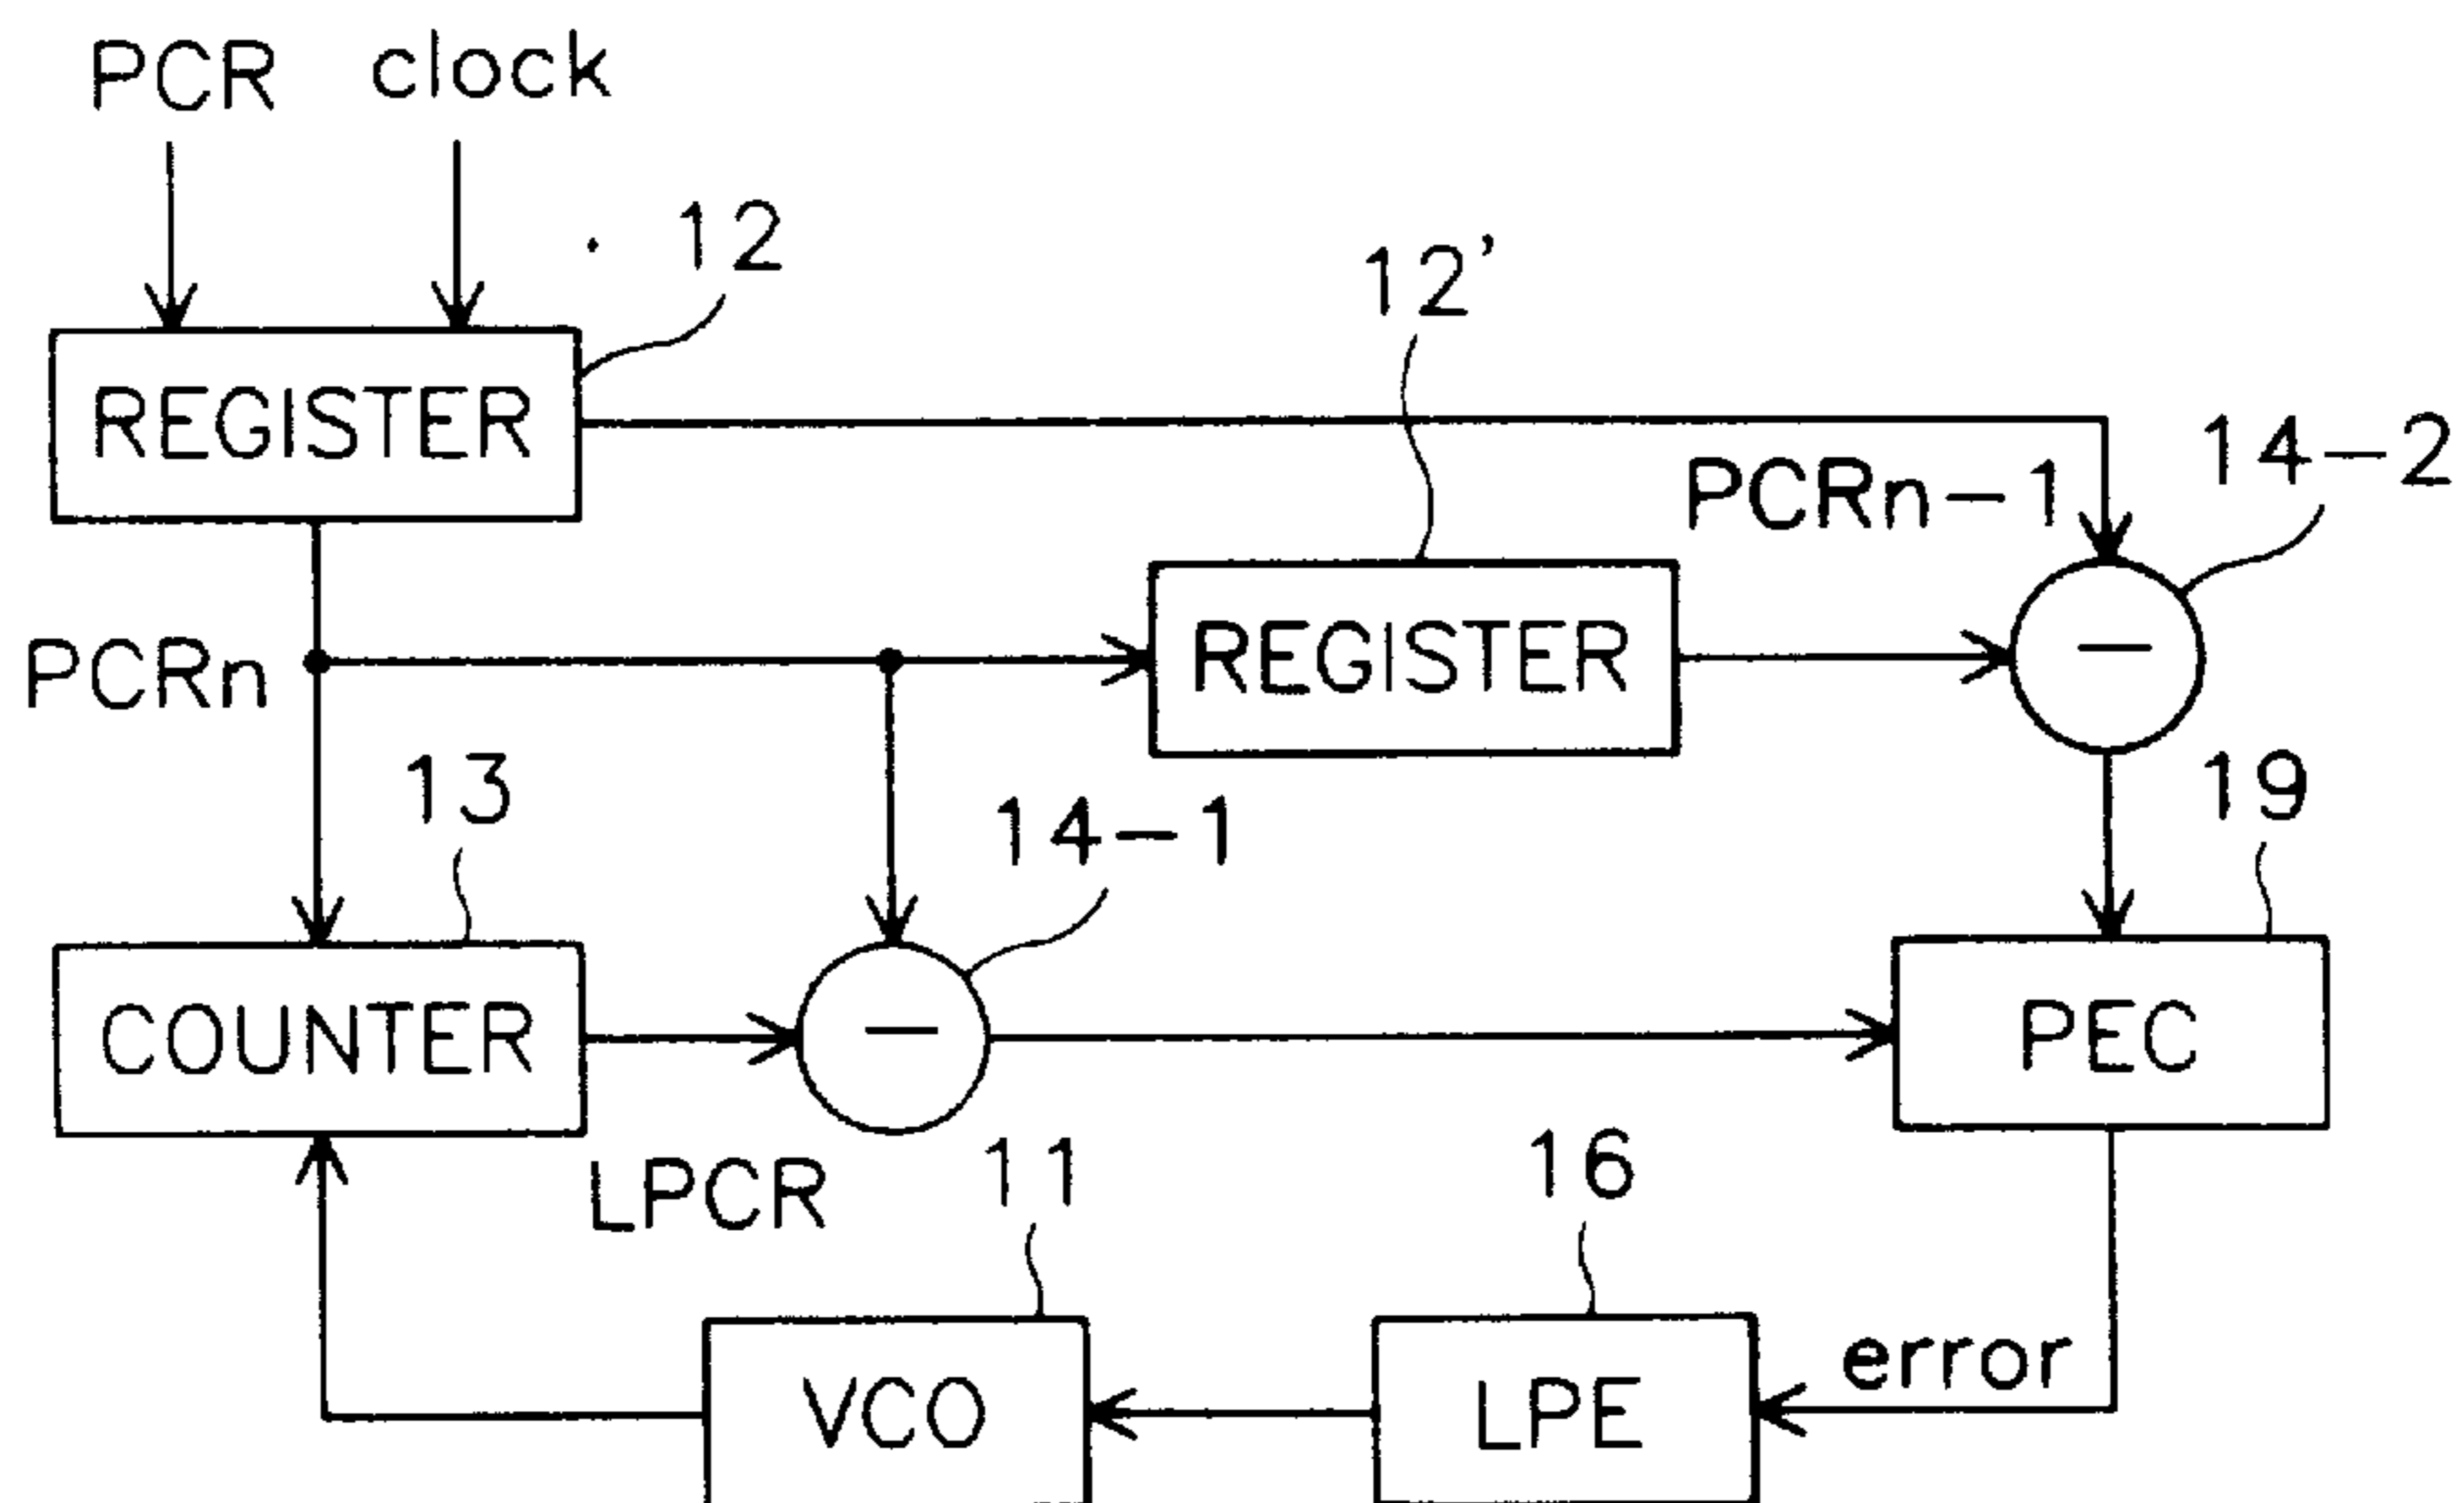 PCR clock
12
12'
REGISTER
14-2
PCRn-1
REGISTER
PCRn
13
14-1
19
COUNTER
-
-
PEC
LPCR
11
16
error
VCO
LPE